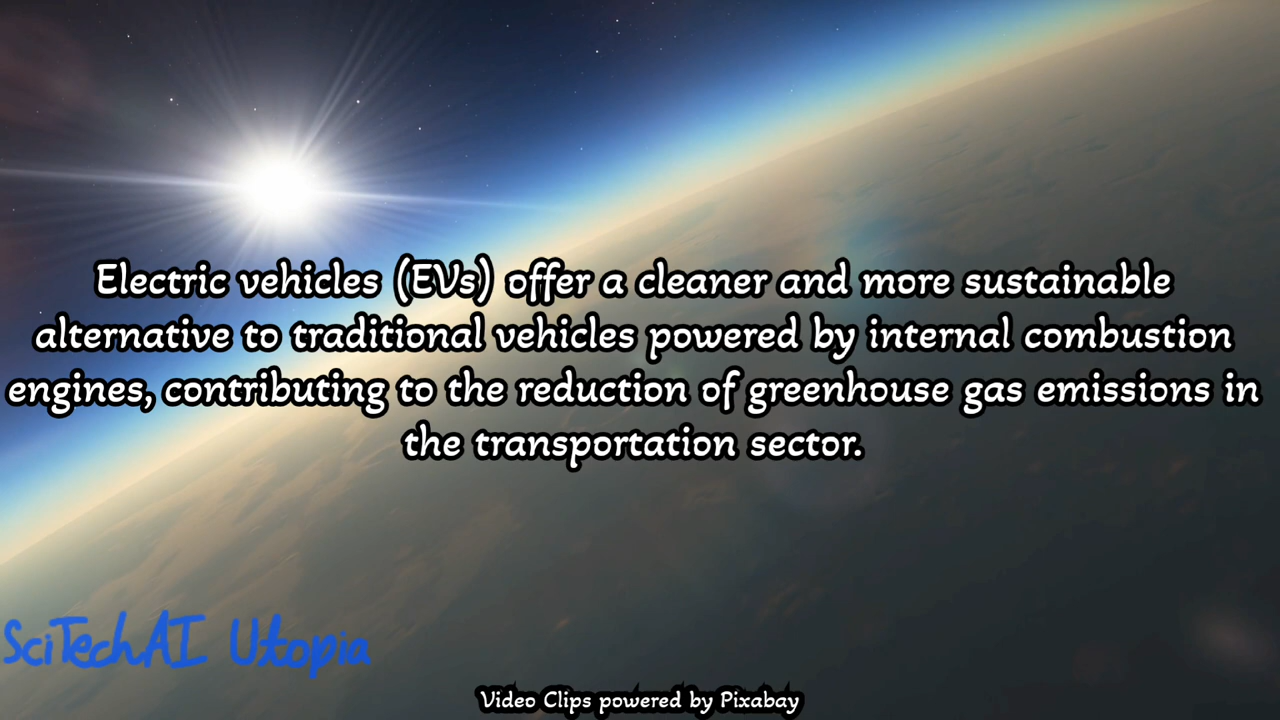 Electric vehicles (EVs) offer a cleaner and more sustainable
alternative to traditional vehicles powered by internal combustion
engines, contributing to the reduction of greenhouse gas emissions in
the transportation sector.
SciTechAI Utopia
Video Clips powered by Pixabay